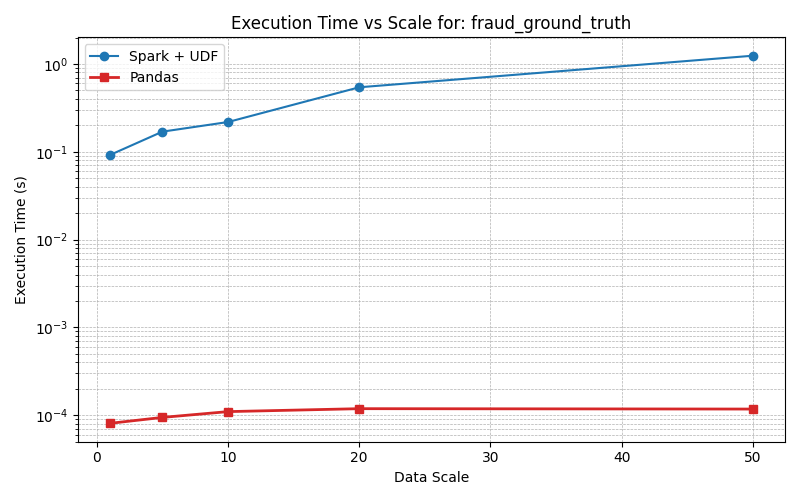 Execution Time vs Scale for: fraud_ground_truth
Spark + UDF
Pandas
Execution Time (s)
10⁰
10⁻¹
10⁻²
10⁻³
10⁻⁴
0 10 20 30 40 50
Data Scale